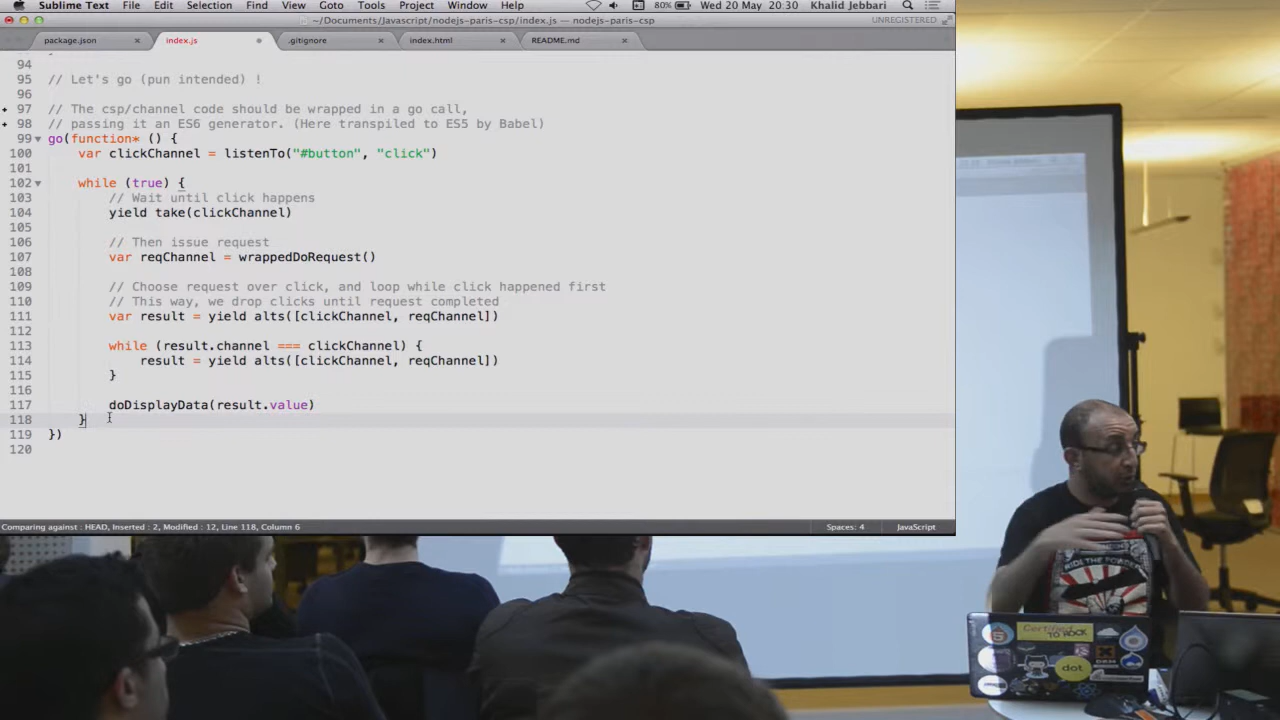 Sublime Text File Edit Selection Find View Goto Tools Project Window Help 80% Wed 20 May 20:30 Khalid Jebbari
~/Documents/Javascript/nodejs-paris-csp/index.js — nodejs-paris-csp UNREGISTERED
package.json index.js .gitignore index.html README.md
94
95 // Let's go (pun intended) !
96
97 // The csp/channel code should be wrapped in a go call,
98 // passing it an ES6 generator. (Here transpiled to ES5 by Babel)
99 go(function* () {
100 var clickChannel = listenTo("#button", "click")
101
102 while (true) {
103 // Wait until click happens
104 yield take(clickChannel)
105
106 // Then issue request
107 var reqChannel = wrappedDoRequest()
108
109 // Choose request over click, and loop while click happened first
110 // This way, we drop clicks until request completed
111 var result = yield alts([clickChannel, reqChannel])
112
113 while (result.channel === clickChannel) {
114 result = yield alts([clickChannel, reqChannel])
115 }
116
117 doDisplayData(result.value)
118 }
119 })
120
Comparing against : HEAD, Inserted : 2, Modified : 12, Line 118, Column 6 Spaces: 4 JavaScript
RIDE THE POWDER
Certified TO ROCK
dot